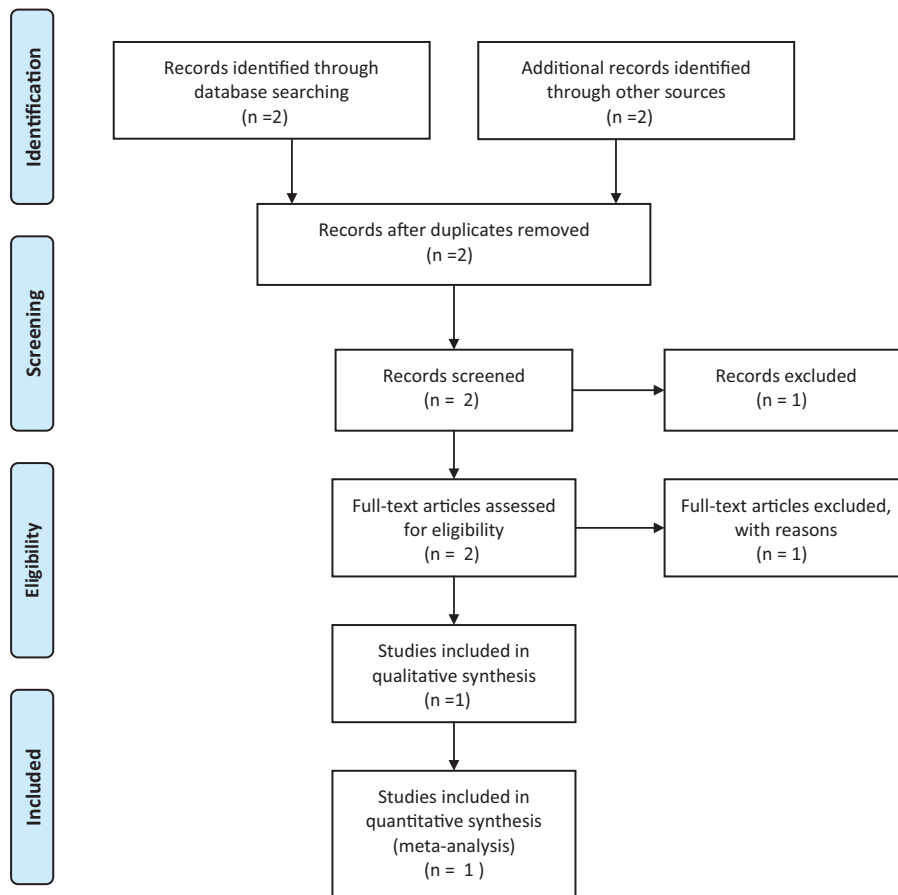 Identification
Records identified through
database searching
(n =2)
Additional records identified
through other sources
(n =2)
Records after duplicates removed
(n =2)
Screening
Records screened
(n = 2)
Records excluded
(n = 1)
Eligibility
Full-text articles assessed
for eligibility
(n = 2)
Full-text articles excluded,
with reasons
(n = 1)
Studies included in
qualitative synthesis
(n =1)
Included
Studies included in
quantitative synthesis
(meta-analysis)
(n = 1 )